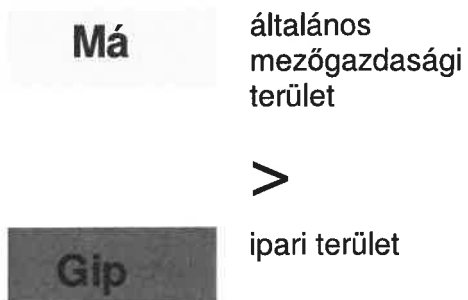 Má
általános
mezőgazdasági
terület
>
Gip
ipari terület